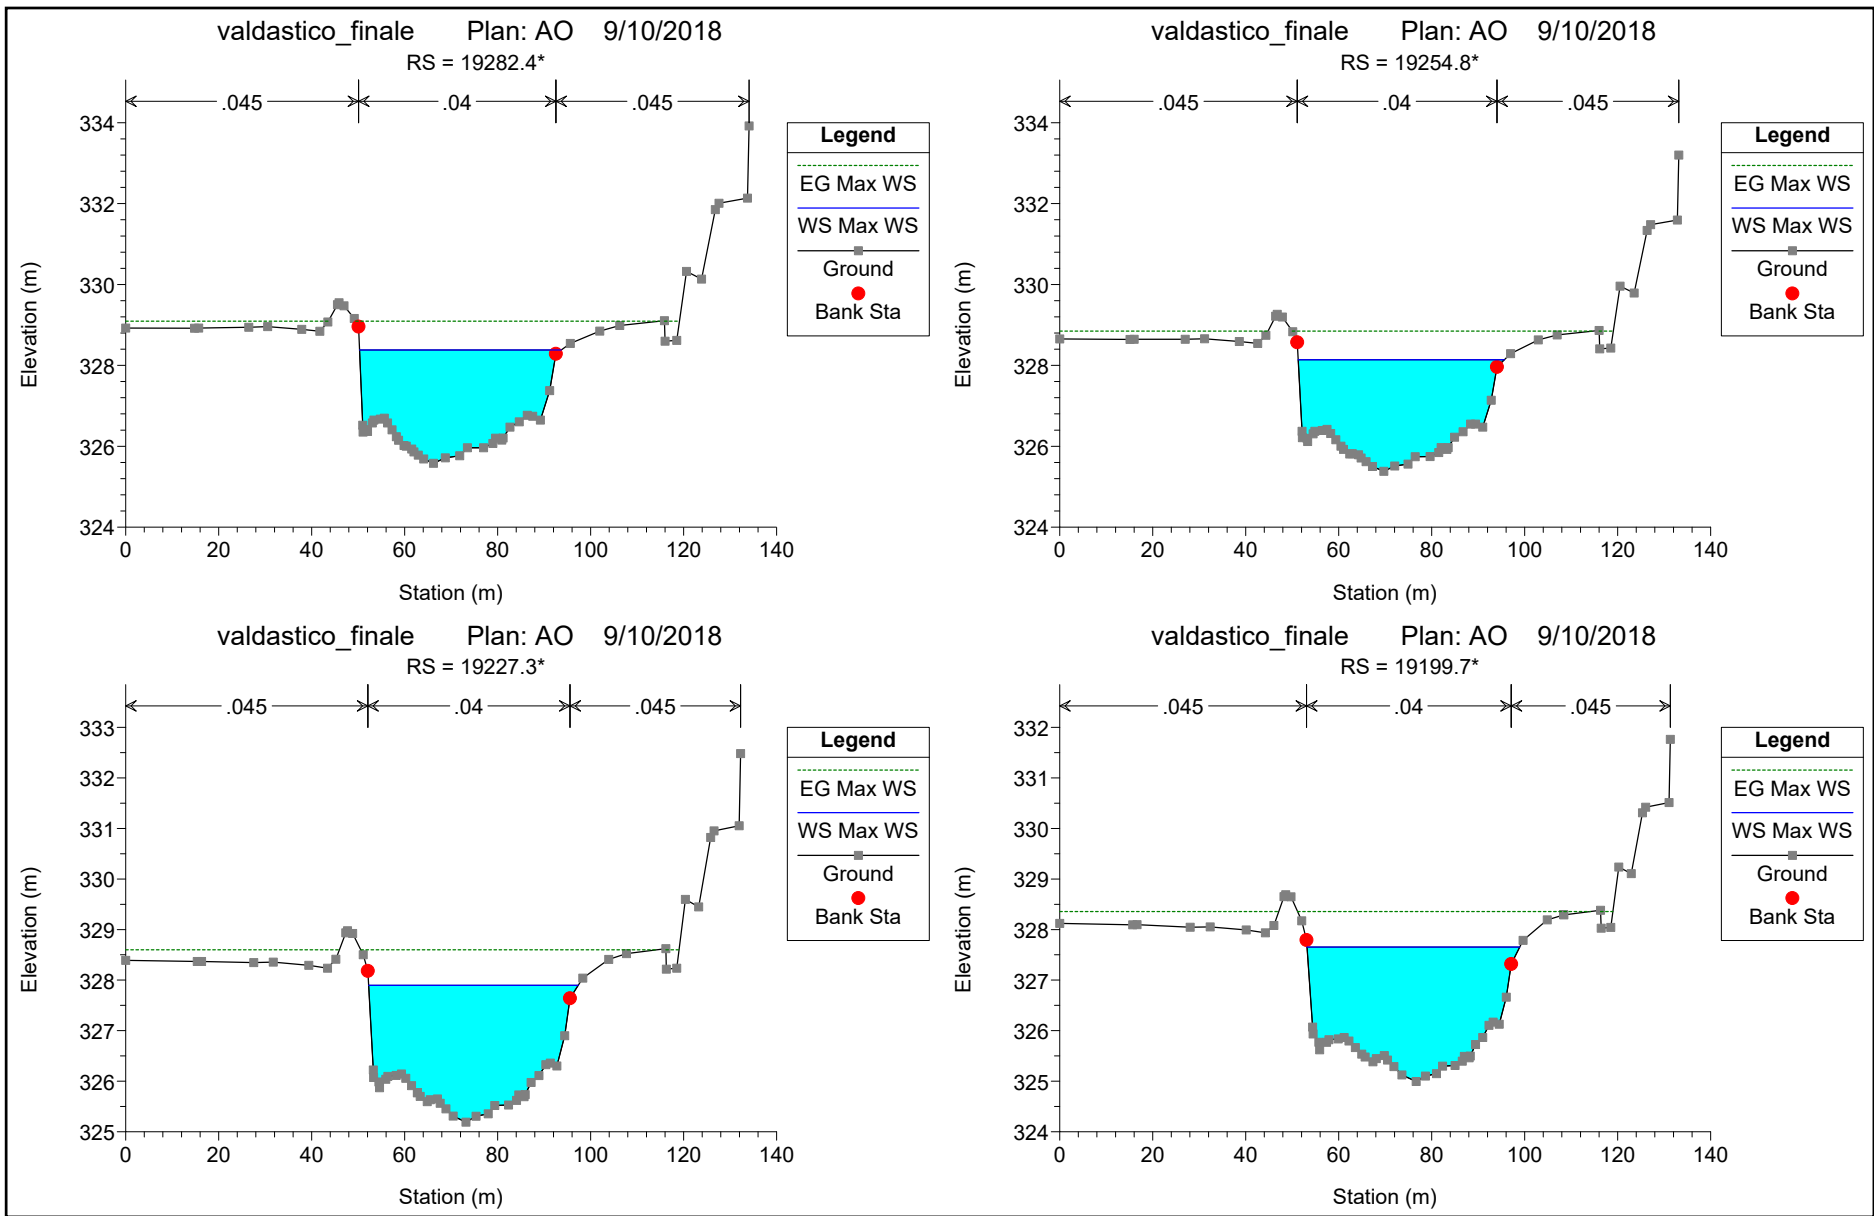 valdastico_finale Plan: AO 9/10/2018
RS = 19282.4*
.045 .04 .045
334
332
330
328
326
324
0 20 40 60 80 100 120 140
Station (m)
Elevation (m)
Legend
EG Max WS
WS Max WS
Ground
Bank Sta
valdastico_finale Plan: AO 9/10/2018
RS = 19254.8*
.045 .04 .045
334
332
330
328
326
324
0 20 40 60 80 100 120 140
Station (m)
Elevation (m)
Legend
EG Max WS
WS Max WS
Ground
Bank Sta
valdastico_finale Plan: AO 9/10/2018
RS = 19227.3*
.045 .04 .045
333
332
331
330
329
328
327
326
325
0 20 40 60 80 100 120 140
Station (m)
Elevation (m)
Legend
EG Max WS
WS Max WS
Ground
Bank Sta
valdastico_finale Plan: AO 9/10/2018
RS = 19199.7*
.045 .04 .045
332
331
330
329
328
327
326
325
324
0 20 40 60 80 100 120 140
Station (m)
Elevation (m)
Legend
EG Max WS
WS Max WS
Ground
Bank Sta